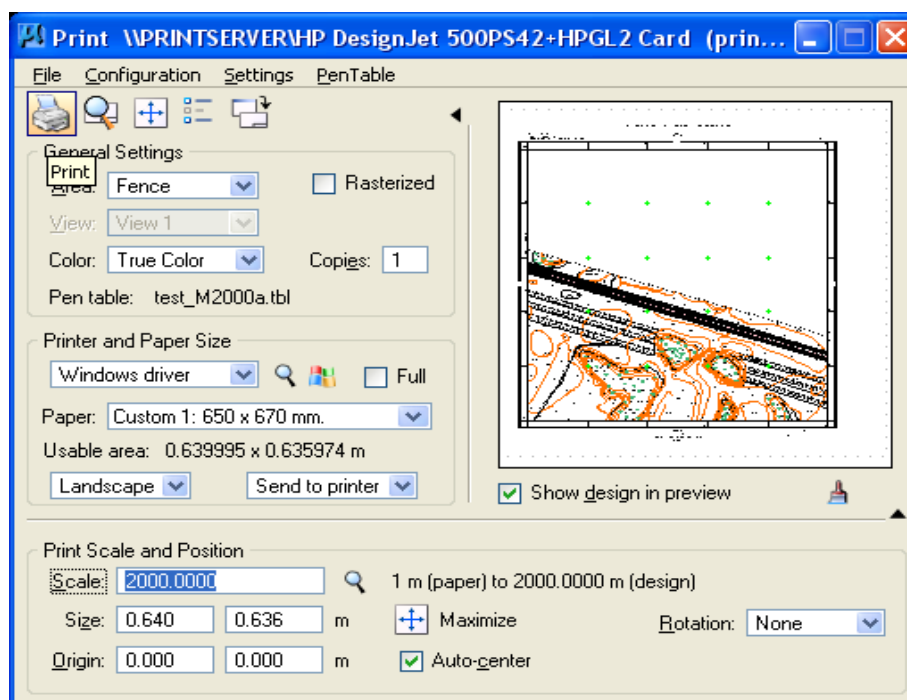 Print \\PRINTSERVER\HP DesignJet 500PS42+HPGL2 Card (prin...
File Configuration Settings PenTable
General Settings
Print
Area: Fence Rasterized
View: View 1
Color: True Color Copies: 1
Pen table: test_M2000a.tbl
Printer and Paper Size
Windows driver Full
Paper: Custom 1: 650 x 670 mm.
Usable area: 0.639995 x 0.635974 m
Landscape Send to printer
Show design in preview
Print Scale and Position
Scale: 2000.0000 1 m (paper) to 2000.0000 m (design)
Size: 0.640 0.636 m Maximize Rotation: None
Origin: 0.000 0.000 m Auto-center